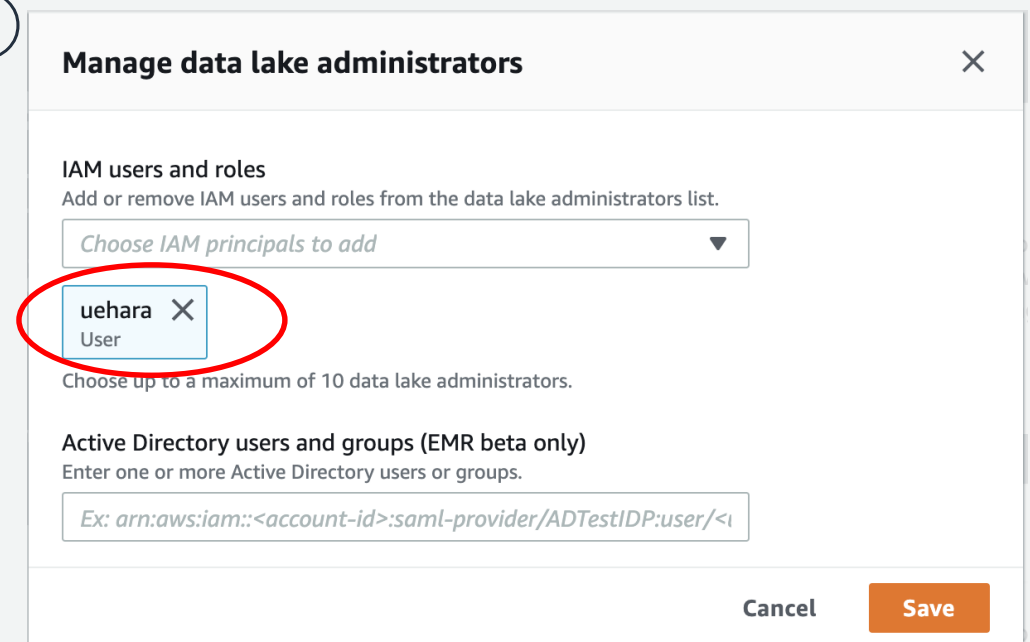 Manage data lake administrators
IAM users and roles
Add or remove IAM users and roles from the data lake administrators list.
Choose IAM principals to add
uehara
User
Choose up to a maximum of 10 data lake administrators.
Active Directory users and groups (EMR beta only)
Enter one or more Active Directory users or groups.
Ex: arn:aws:iam::<account-id>:saml-provider/ADTestIDP:user/<u
Cancel
Save